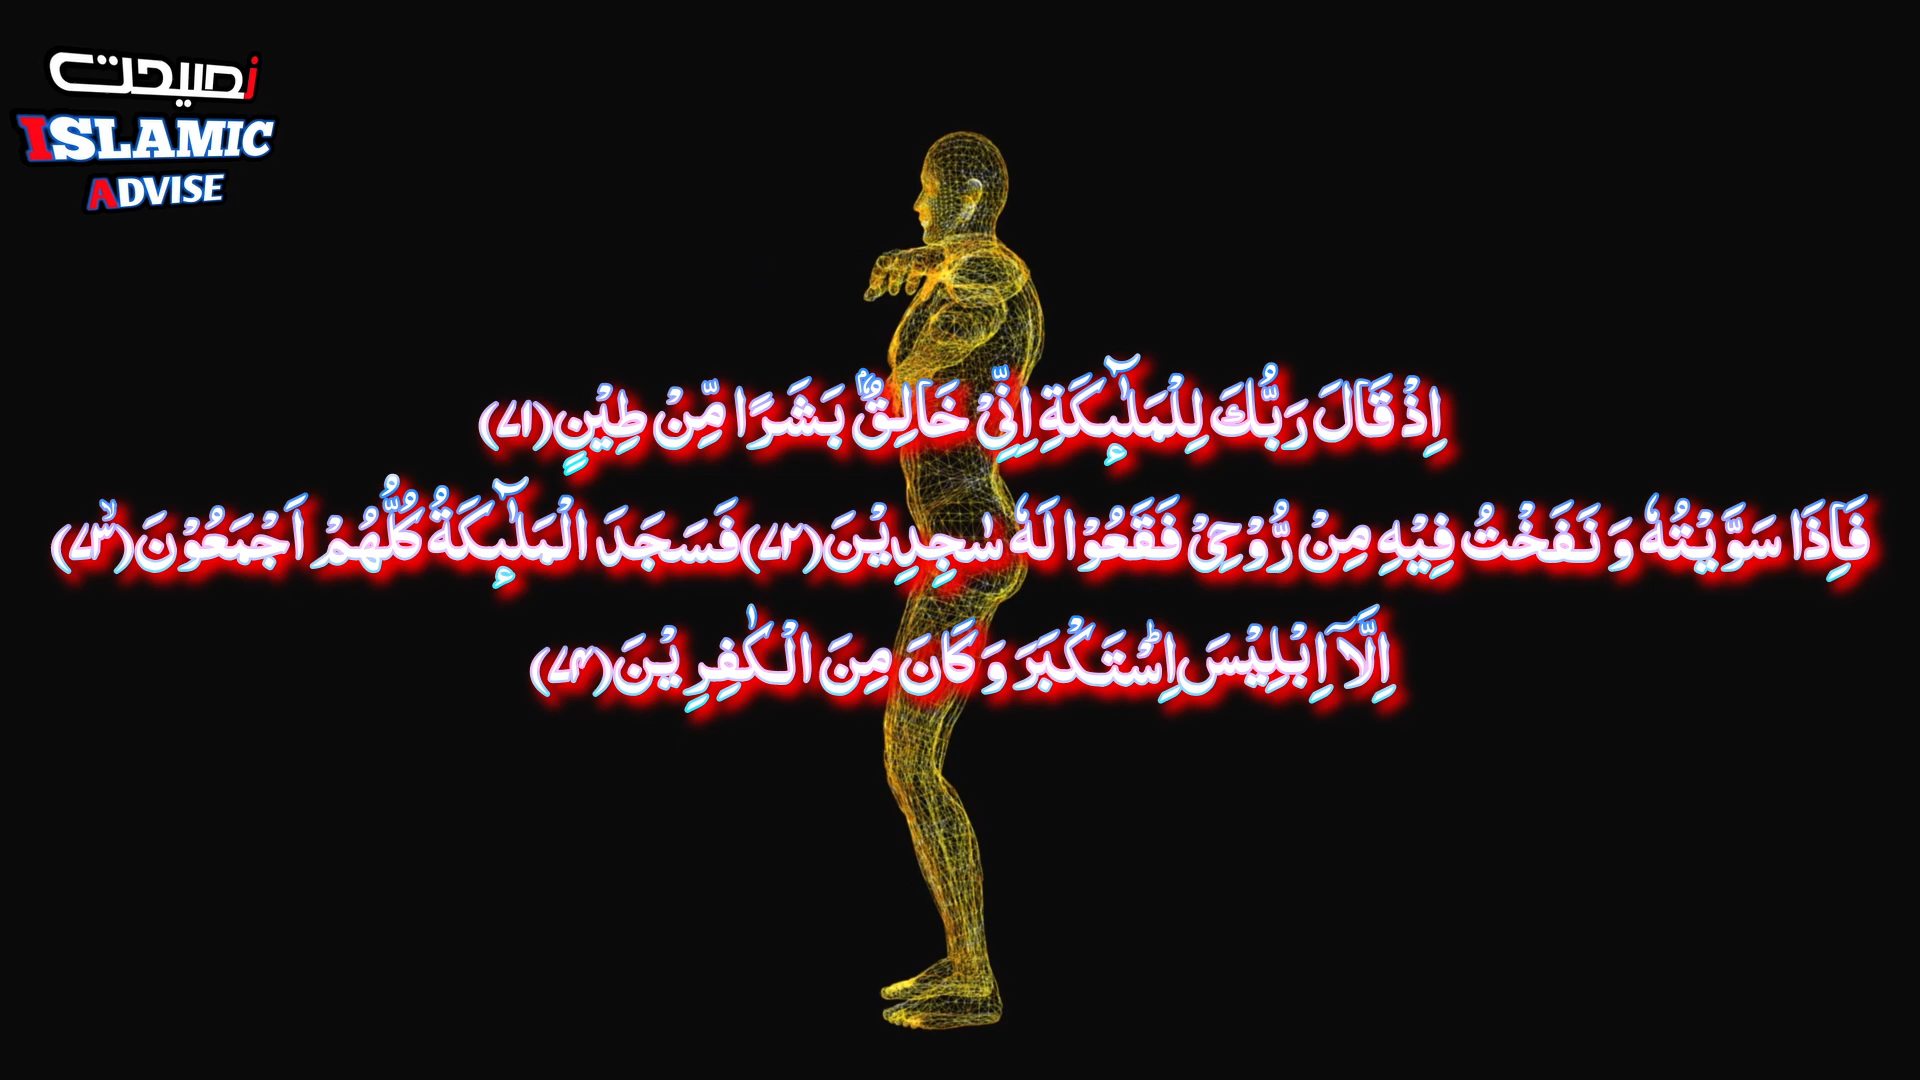 نصیحت
ISLAMIC
ADVISE
اِذْ قَالَ رَبُّكَ لِلْمَلٰٓىٕكَةِ اِنِّیْ خَالِقٌۢ بَشَرًا مِّنْ طِیْنٍ(۷۱)
فَاِذَا سَوَّیْتُهٗ وَ نَفَخْتُ فِیْهِ مِنْ رُّوْحِیْ فَقَعُوْا لَهٗ سٰجِدِیْنَ(۷۲)فَسَجَدَ الْمَلٰٓىٕكَةُ كُلُّهُمْ اَجْمَعُوْنَۙ(۷۳)
اِلَّاۤ اِبْلِیْسَؕ-اِسْتَكْبَرَ وَ كَانَ مِنَ الْكٰفِرِیْنَ(۷۴)